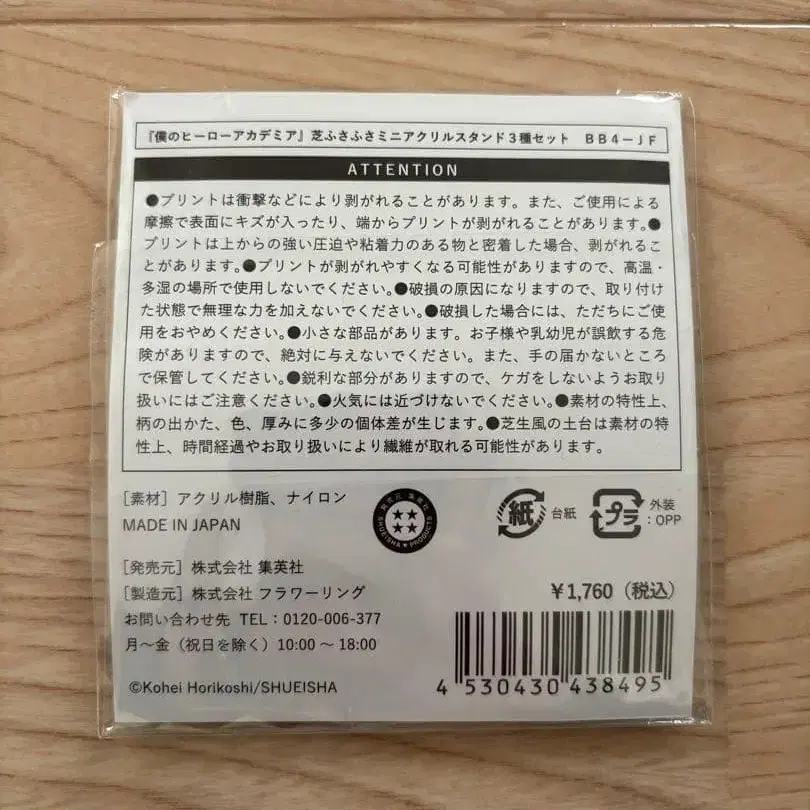 『僕のヒーローアカデミア』芝ふさふさミニアクリルスタンド3種セット　BB4-JF
ATTENTION
●プリントは衝撃などにより剥がれることがあります。また、ご使用による
摩擦で表面にキズが入ったり、端からプリントが剥がれることがあります。●
プリントは上からの強い圧迫や粘着力のある物と密着した場合、剥がれるこ
とがあります。●プリントが剥がれやすくなる可能性がありますので、高温・
多湿の場所で使用しないでください。●破損の原因になりますので、取り付け
た状態で無理な力を加えないでください。●破損した場合には、ただちにご使
用をおやめください。●小さな部品があります。お子様や乳幼児が誤飲する危
険がありますので、絶対に与えないでください。また、手の届かないところ
で保管してください。●鋭利な部分がありますので、ケガをしないようお取り
扱いにはご注意ください。●火気には近づけないでください。●素材の特性上、
柄の出かた、色、厚みに多少の個体差が生じます。●芝生風の土台は素材の特
性上、時間経過やお取り扱いにより繊維が取れる可能性があります。
［素材］アクリル樹脂、ナイロン
MADE IN JAPAN
販売元 集英社
SHUEISHA PRODUCTS
紙 台紙
プラ 外装
:OPP
［発売元］株式会社 集英社
［製造元］株式会社 フラワーリング
お問い合わせ先 TEL：0120-006-377
月～金（祝日を除く）10:00 ～ 18:00
￥1,760（税込）
4 530430 438495
©Kohei Horikoshi/SHUEISHA